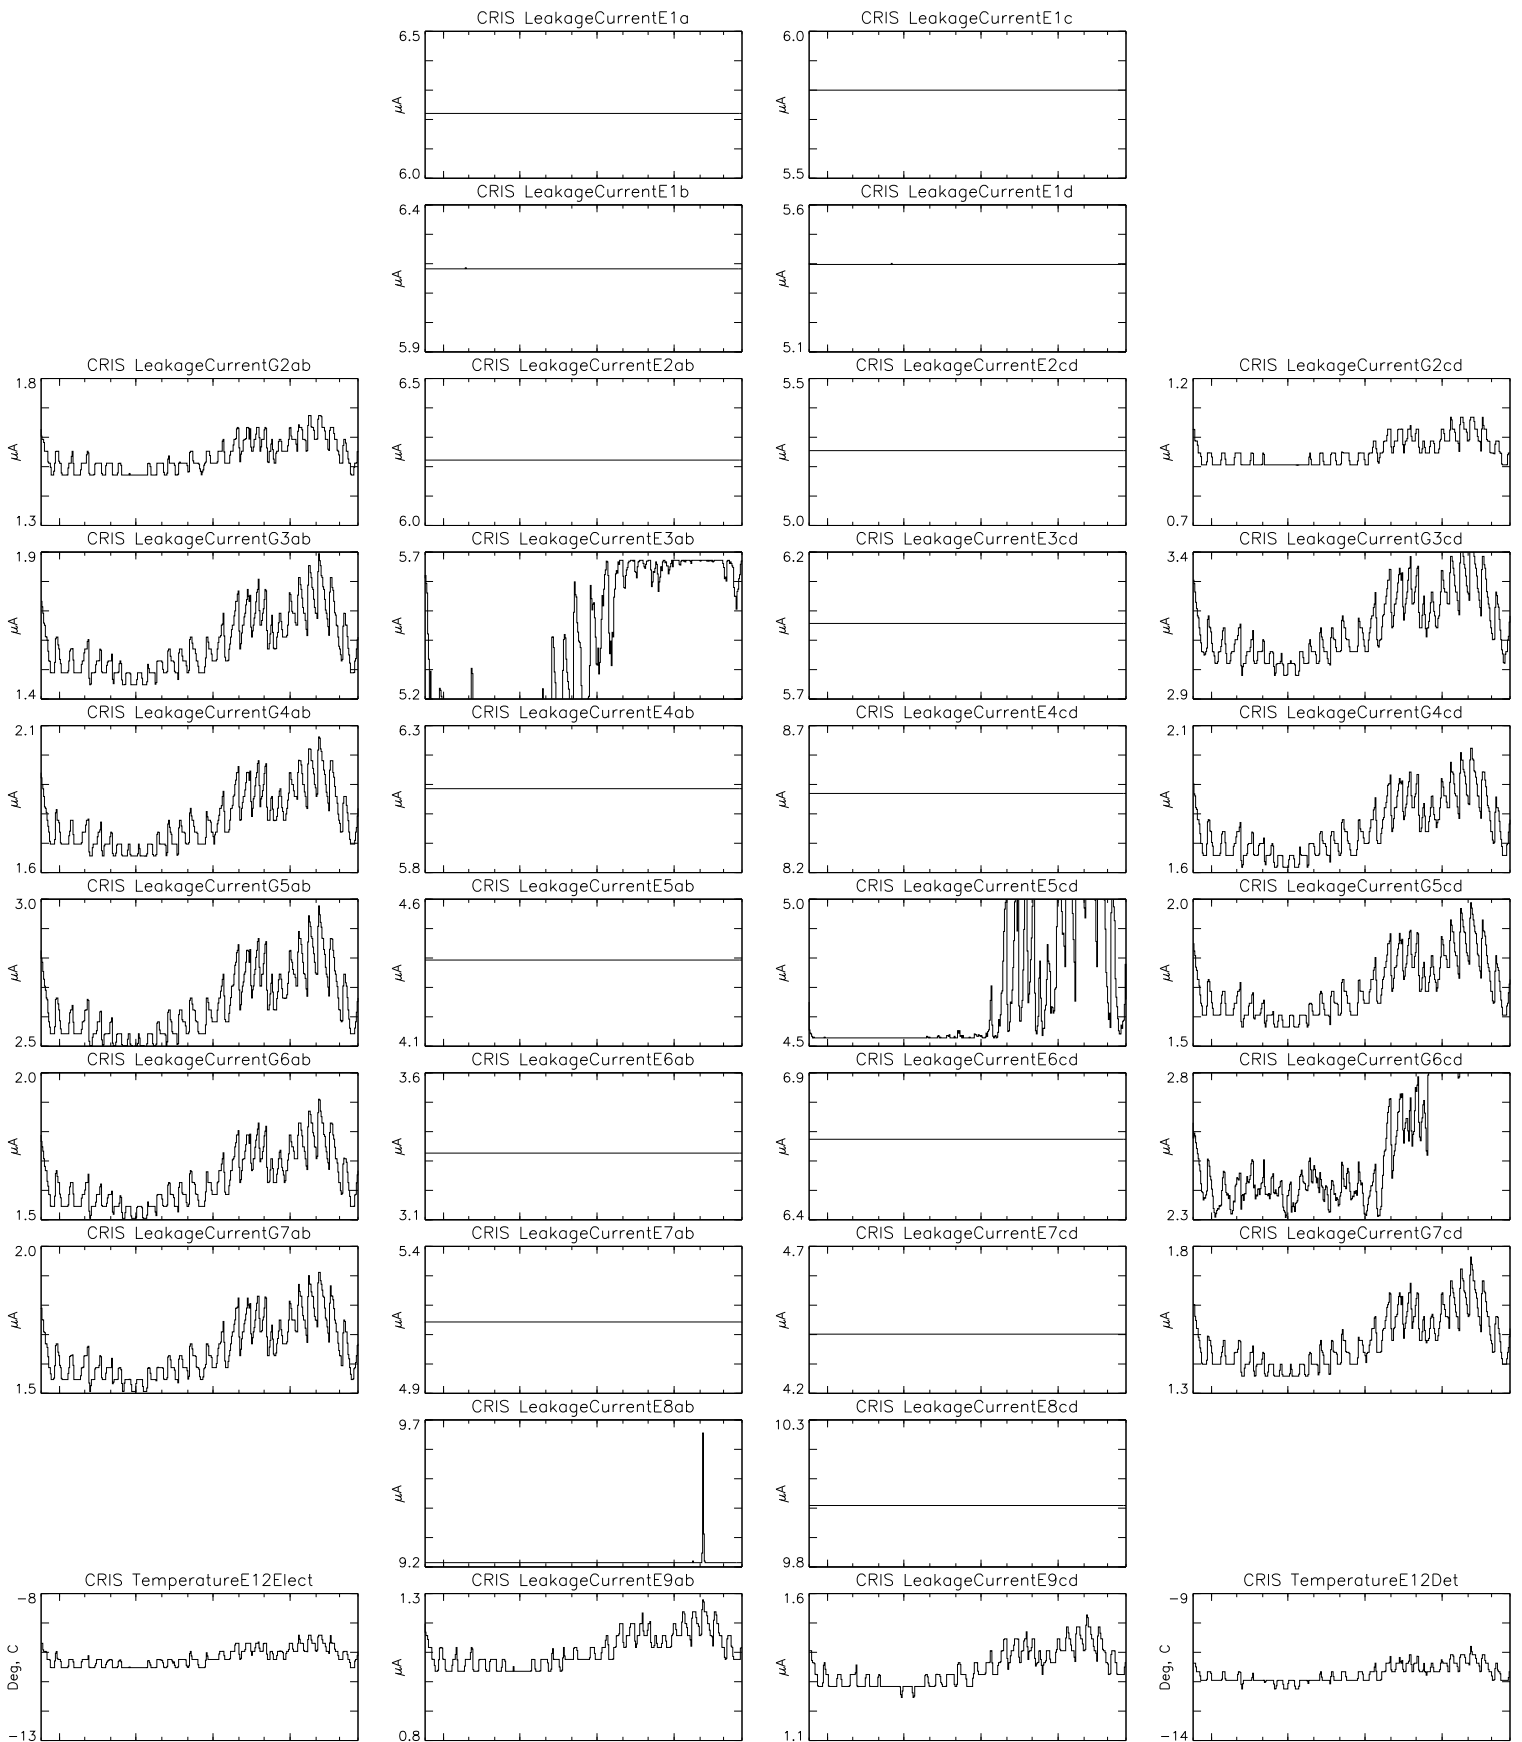 CRIS LeakageCurrentE1a
CRIS LeakageCurrentE1c
6.5
μA
6.0
6.0
μA
5.5
CRIS LeakageCurrentE1b
CRIS LeakageCurrentE1d
6.4
μA
5.9
5.6
μA
5.1
CRIS LeakageCurrentG2ab
CRIS LeakageCurrentE2ab
CRIS LeakageCurrentE2cd
CRIS LeakageCurrentG2cd
1.8
μA
1.3
6.5
μA
6.0
5.5
μA
5.0
1.2
μA
0.7
CRIS LeakageCurrentG3ab
CRIS LeakageCurrentE3ab
CRIS LeakageCurrentE3cd
CRIS LeakageCurrentG3cd
1.9
μA
1.4
5.7
μA
5.2
6.2
μA
5.7
3.4
μA
2.9
CRIS LeakageCurrentG4ab
CRIS LeakageCurrentE4ab
CRIS LeakageCurrentE4cd
CRIS LeakageCurrentG4cd
2.1
μA
1.6
6.3
μA
5.8
8.7
μA
8.2
2.1
μA
1.6
CRIS LeakageCurrentG5ab
CRIS LeakageCurrentE5ab
CRIS LeakageCurrentE5cd
CRIS LeakageCurrentG5cd
3.0
μA
2.5
4.6
μA
4.1
5.0
μA
4.5
2.0
μA
1.5
CRIS LeakageCurrentG6ab
CRIS LeakageCurrentE6ab
CRIS LeakageCurrentE6cd
CRIS LeakageCurrentG6cd
2.0
μA
1.5
3.6
μA
3.1
6.9
μA
6.4
2.8
μA
2.3
CRIS LeakageCurrentG7ab
CRIS LeakageCurrentE7ab
CRIS LeakageCurrentE7cd
CRIS LeakageCurrentG7cd
2.0
μA
1.5
5.4
μA
4.9
4.7
μA
4.2
1.8
μA
1.3
CRIS LeakageCurrentE8ab
CRIS LeakageCurrentE8cd
9.7
μA
9.2
10.3
μA
9.8
CRIS TemperatureE12Elect
CRIS LeakageCurrentE9ab
CRIS LeakageCurrentE9cd
CRIS TemperatureE12Det
-8
Deg, C
-13
1.3
μA
0.8
1.6
μA
1.1
-9
Deg, C
-14